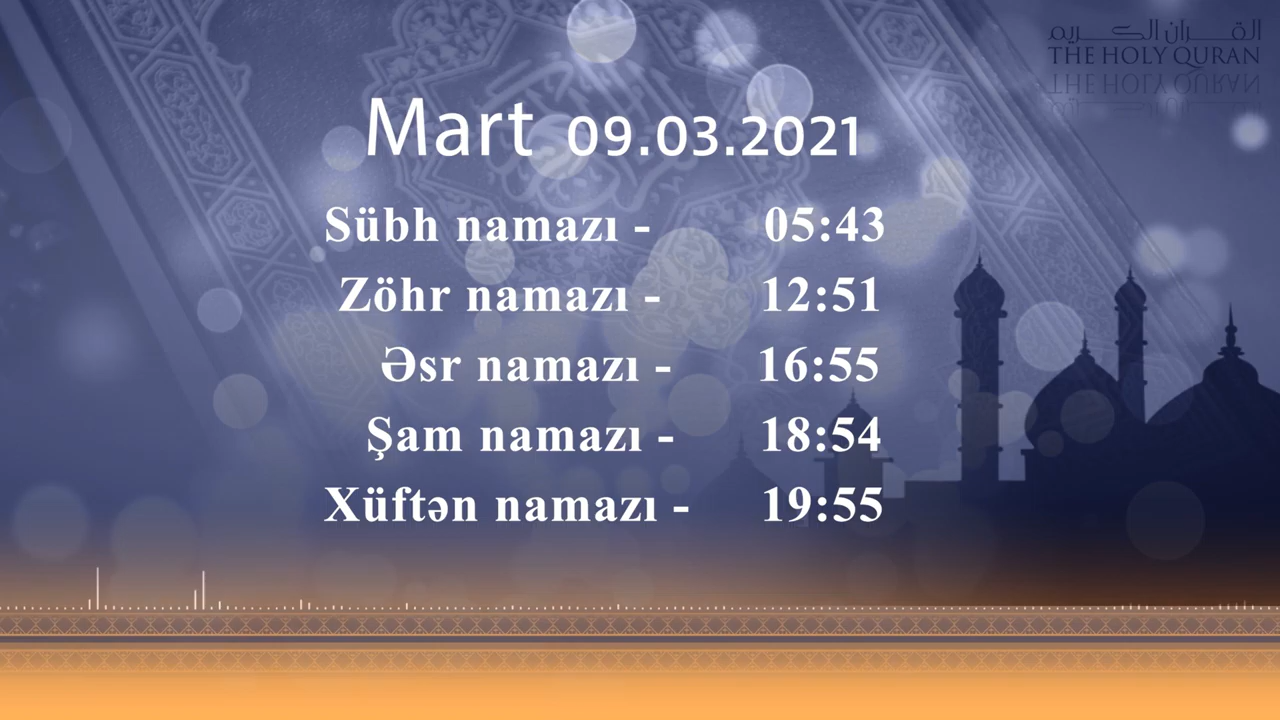 القرآن الكريم
THE HOLY QURAN
Mart 09.03.2021
Sübh namazı - 05:43
Zöhr namazı - 12:51
Əsr namazı - 16:55
Şam namazı - 18:54
Xüftən namazı - 19:55